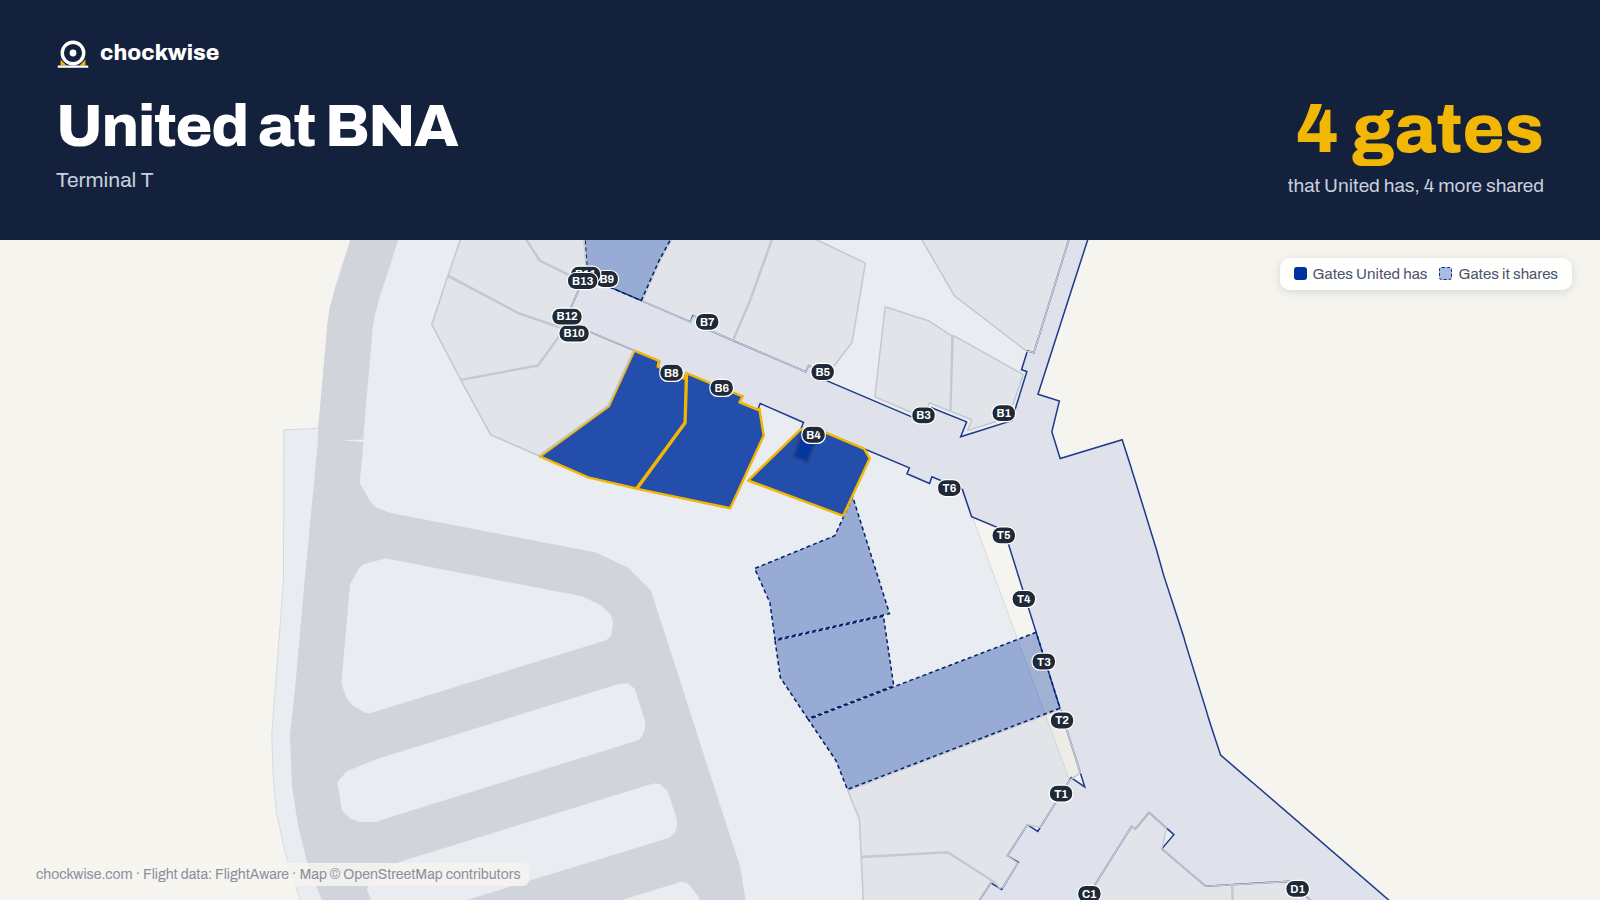 chockwise
United at BNA
Terminal T
4 gates
that United has, 4 more shared
Gates United has
Gates it shares
B13
B9
B12
B10
B7
B8
B6
B5
B4
B3
B1
T6
T5
T4
T3
T2
T1
C1
D1
chockwise.com · Flight data: FlightAware · Map © OpenStreetMap contributors